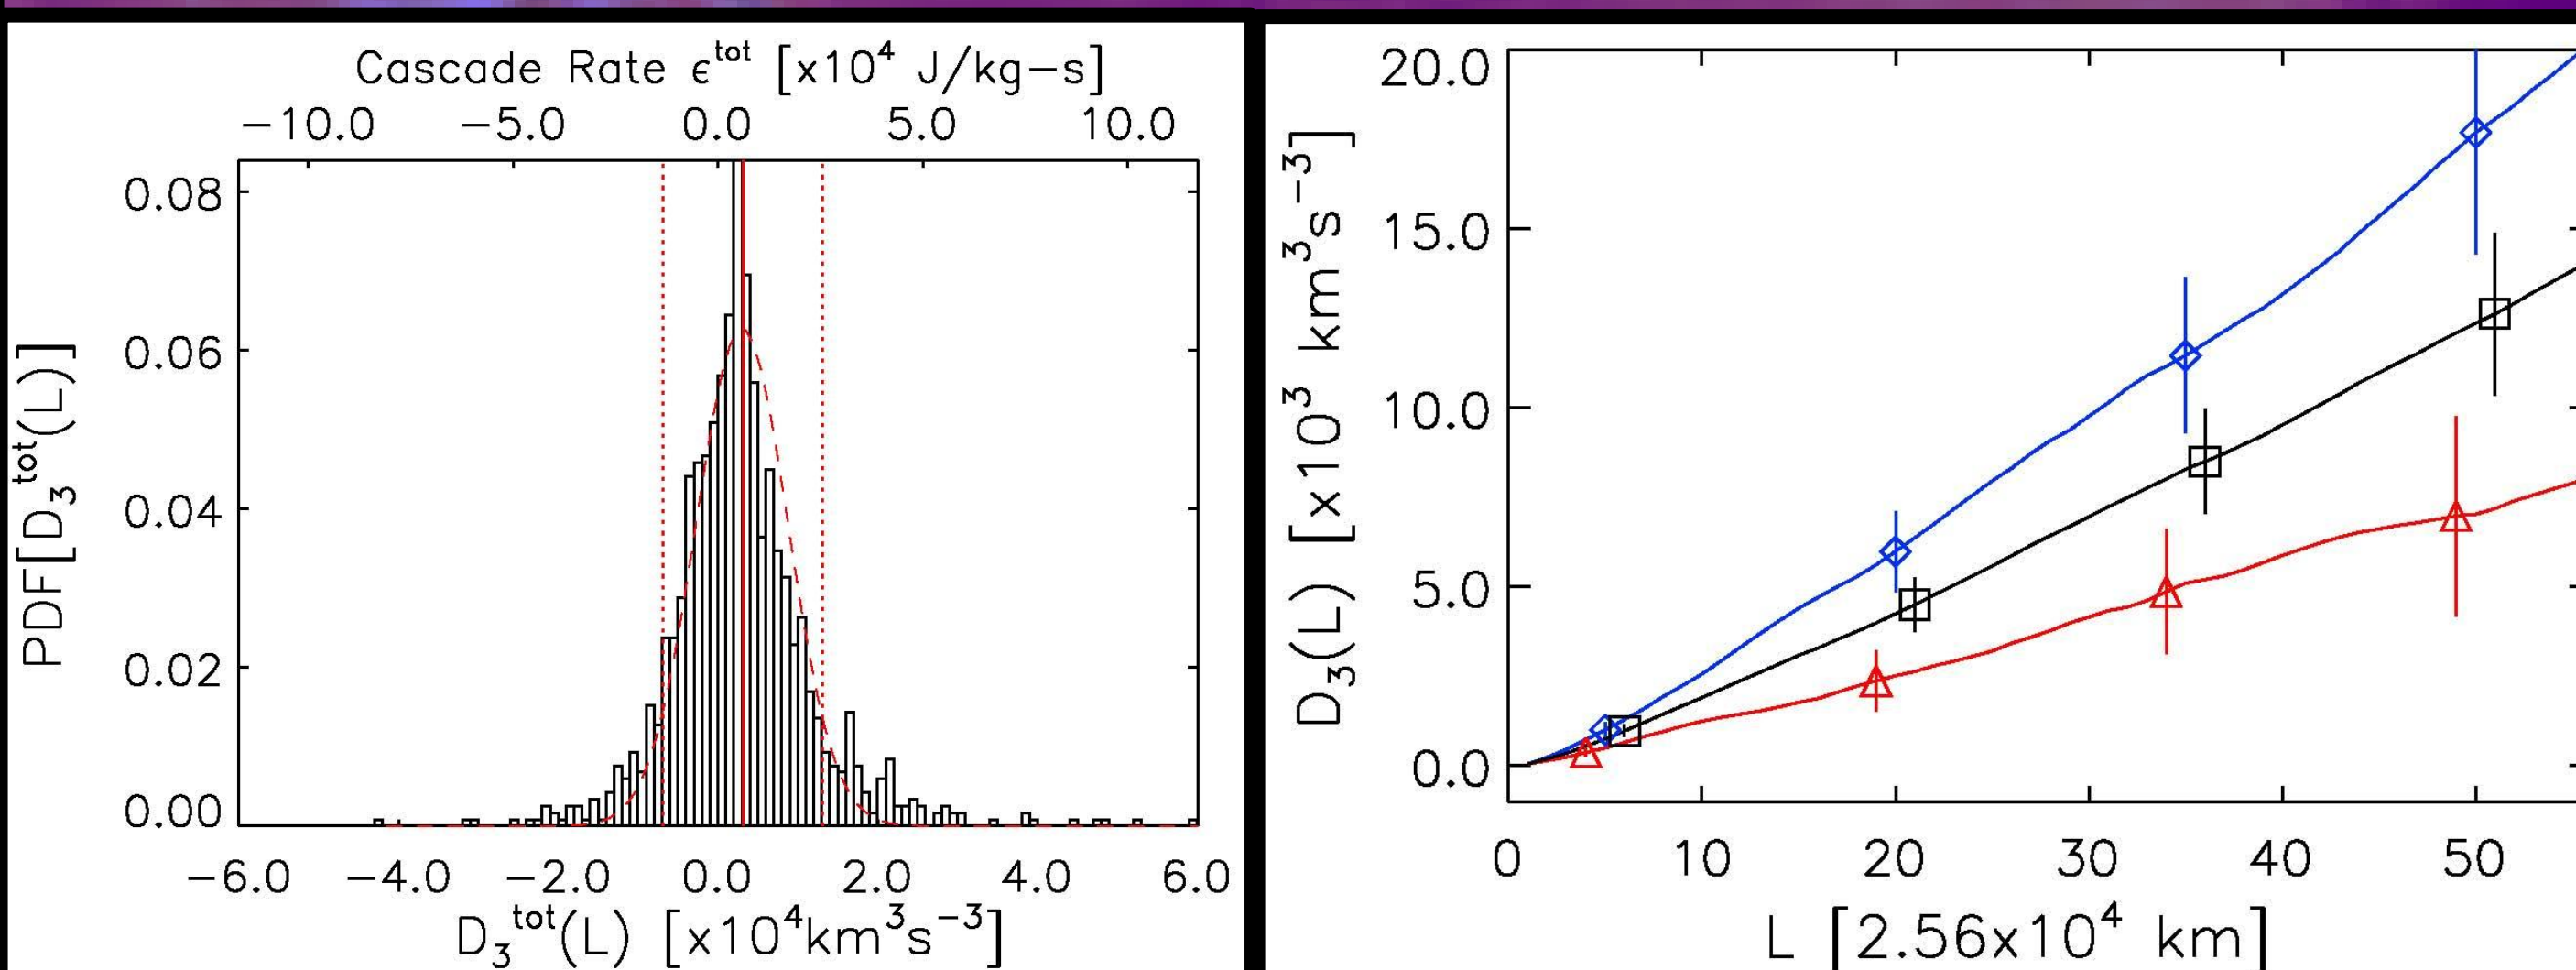 Cascade Rate ϵ^tot [x10^4 J/kg−s]
−10.0 −5.0 0.0 5.0 10.0
0.08
0.06
0.04
0.02
0.00
PDF[D_3^tot(L)]
−6.0 −4.0 −2.0 0.0 2.0 4.0 6.0
D_3^tot(L) [x10^4km^3s^−3]
20.0
15.0
10.0
5.0
0.0
D_3(L) [x10^3 km^3s^−3]
0 10 20 30 40 50
L [2.56x10^4 km]